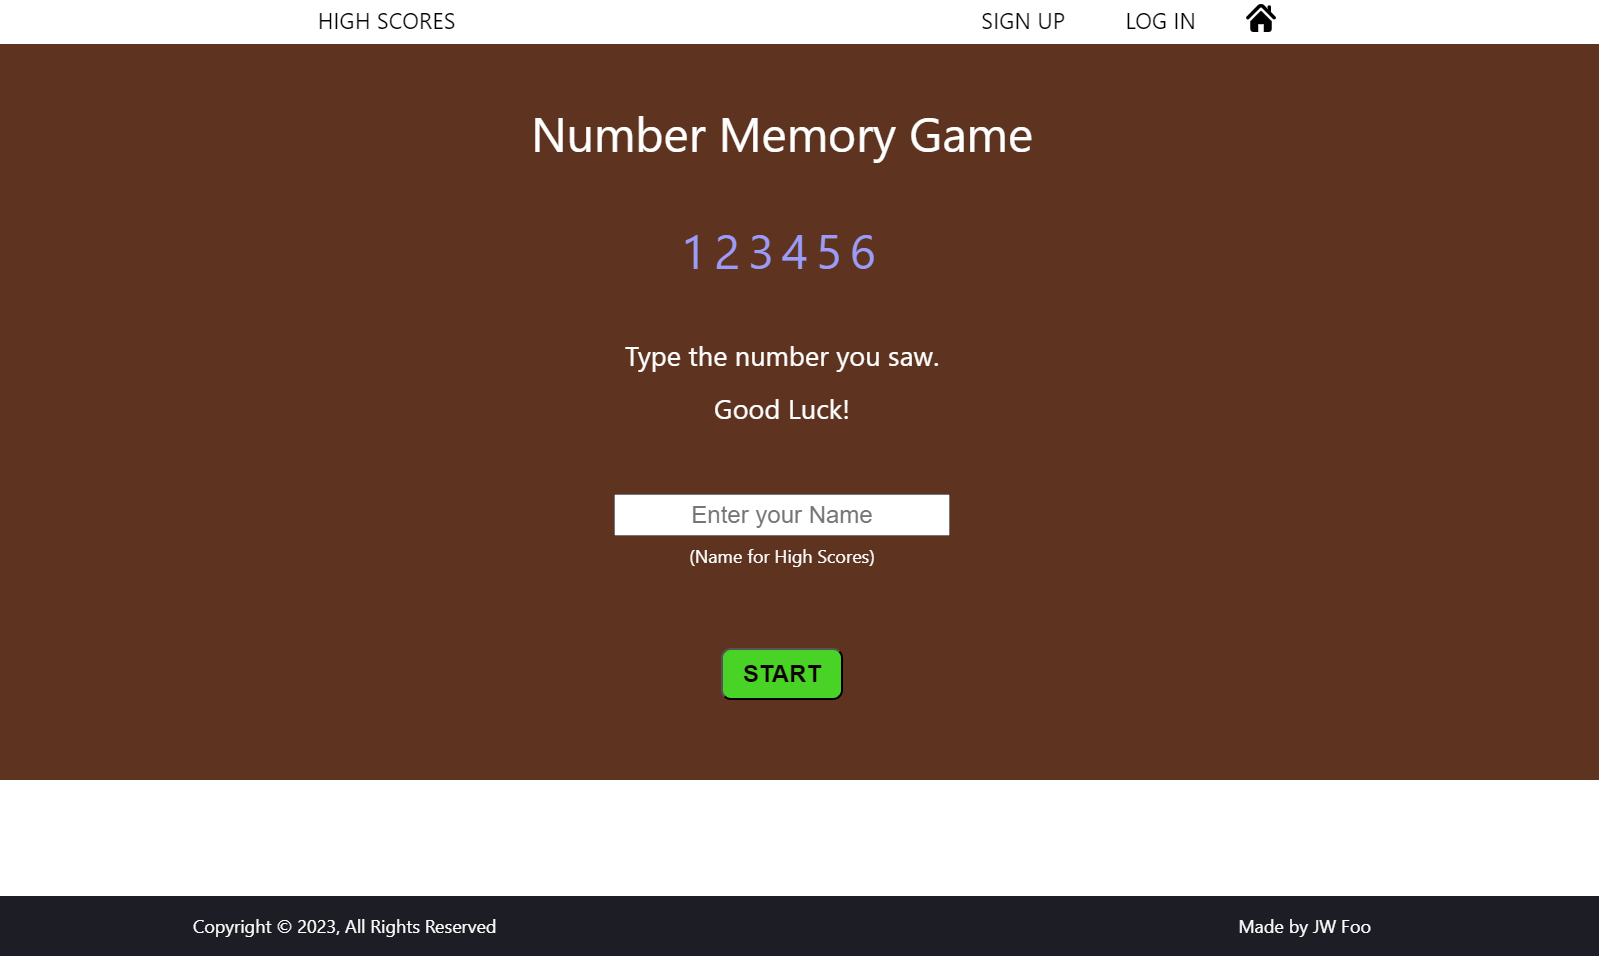 HIGH SCORES SIGN UP LOG IN
Number Memory Game
1 2 3 4 5 6
Type the number you saw.
Good Luck!
Enter your Name
(Name for High Scores)
START
Copyright © 2023, All Rights Reserved Made by JW Foo